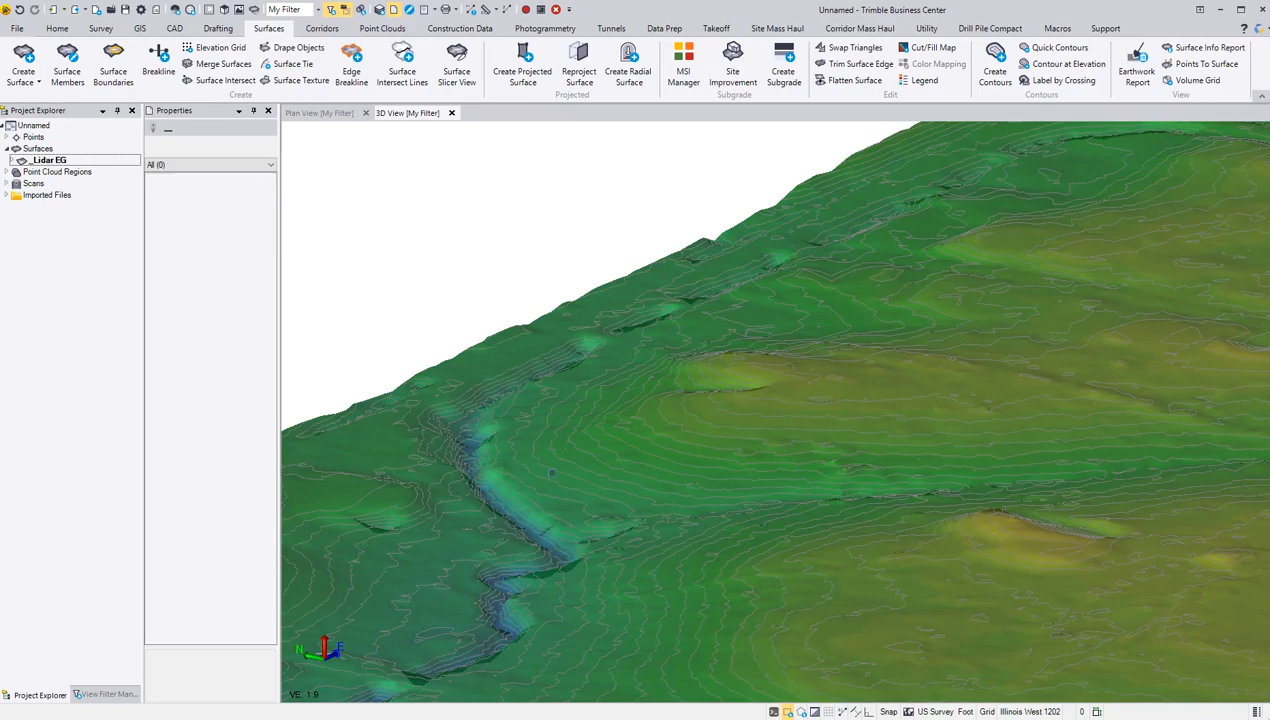 My Filter
Unnamed - Trimble Business Center
File Home Survey GIS CAD Drafting Surfaces Corridors Point Clouds Construction Data Photogrammetry Tunnels Data Prep Takeoff Site Mass Haul Corridor Mass Haul Utility Drill Pile Compact Macros Support
Create Surface
Surface Members
Surface Boundaries
Breakline
Elevation Grid
Merge Surfaces
Surface Intersect
Drape Objects
Surface Tie
Surface Texture
Edge Breakline
Surface Intersect Lines
Surface Slicer View
Create Projected Surface
Reproject Surface
Create Radial Surface
MSI Manager
Site Improvement
Create Subgrade
Swap Triangles
Trim Surface Edge
Flatten Surface
Cut/Fill Map
Color Mapping
Legend
Create Contours
Quick Contours
Contour at Elevation
Label by Crossing
Earthwork Report
Surface Info Report
Points To Surface
Volume Grid
Create Projected Subgrade Edit Contours View
Project Explorer
Unnamed
Points
Surfaces
_Lidar EG
Point Cloud Regions
Scans
Imported Files
Properties
All (0)
Plan View [My Filter]
3D View [My Filter]
N E
VE: 1.9
Project Explorer View Filter Man...
Snap US Survey Foot Grid Illinois West 1202 0